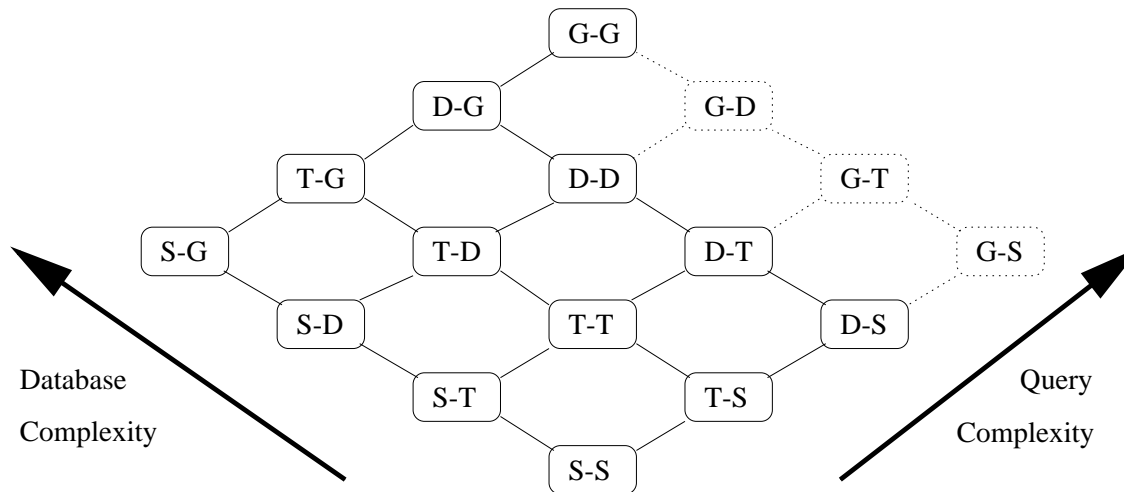 G-G
D-G
G-D
T-G
D-D
G-T
S-G
T-D
D-T
G-S
S-D
T-T
D-S
Database
Complexity
Query
Complexity
S-T
T-S
S-S